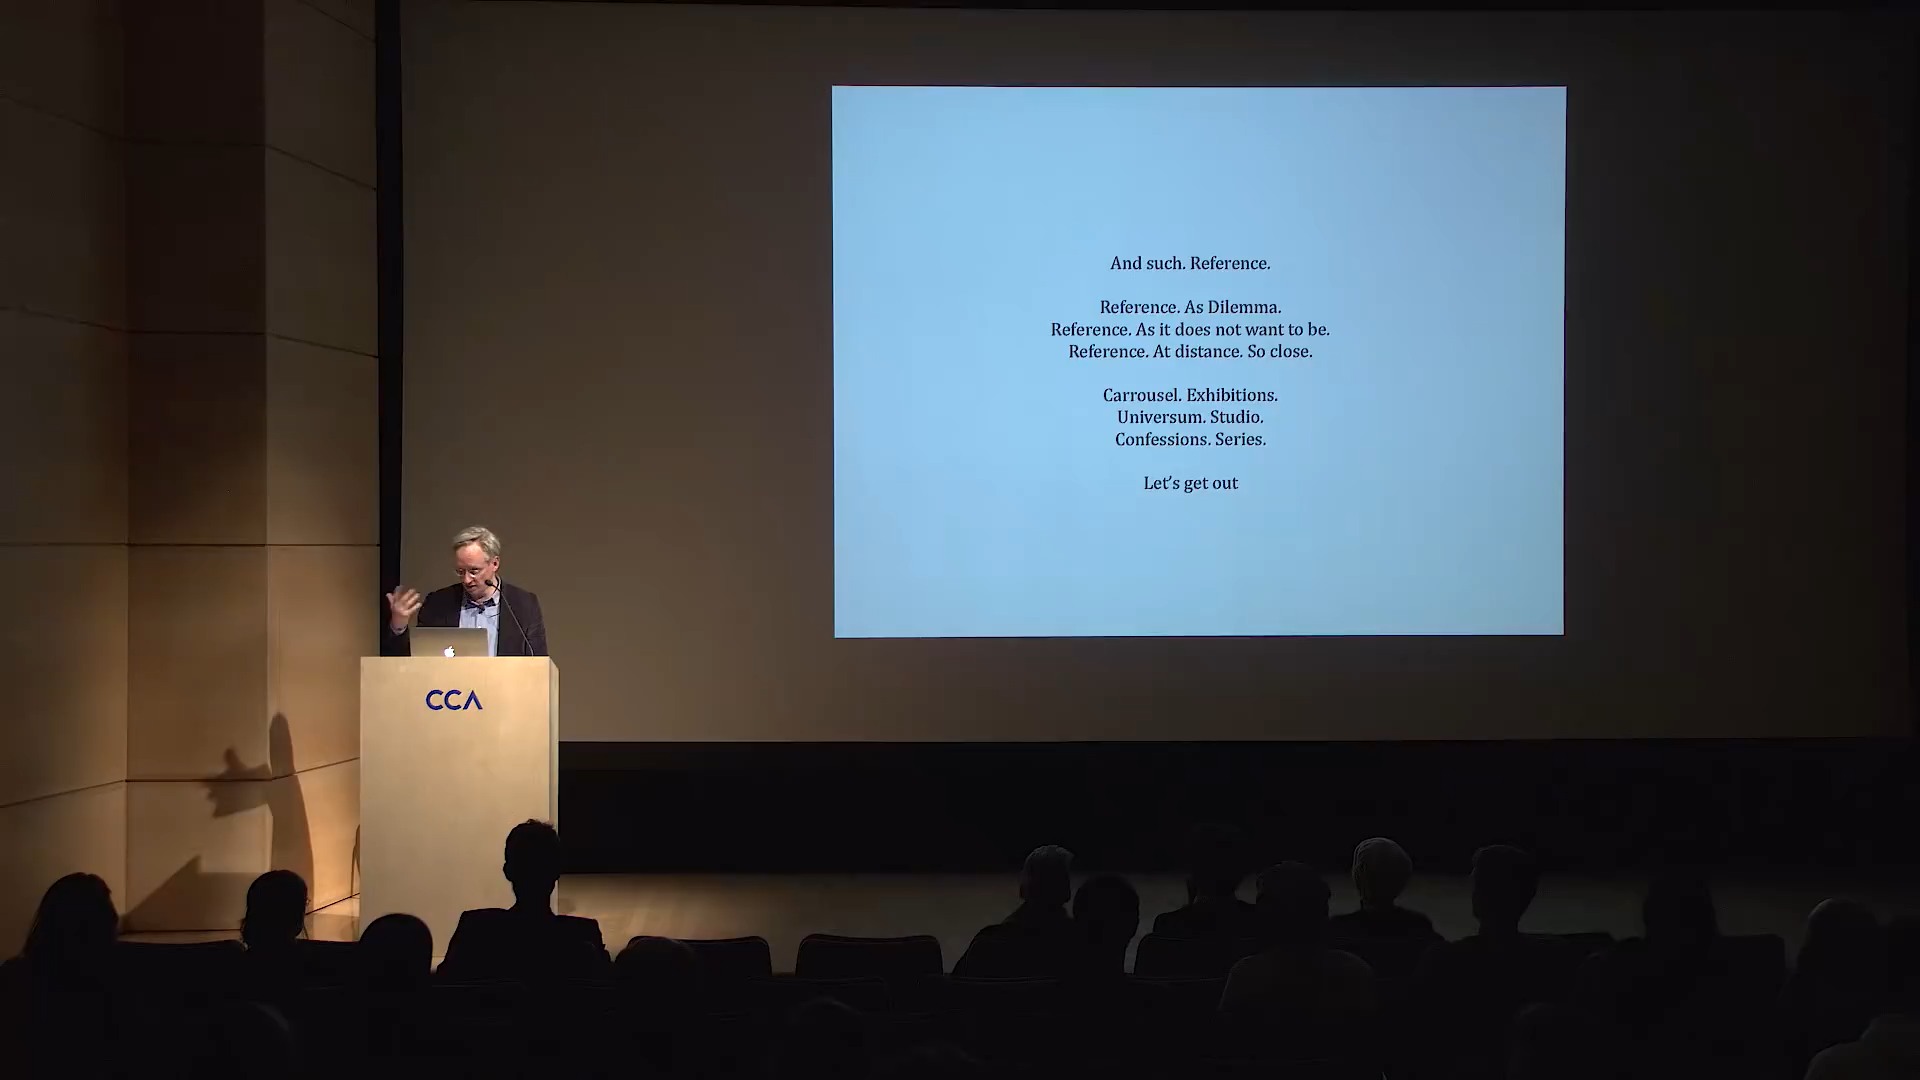 And such. Reference.
Reference. As Dilemma.
Reference. As it does not want to be.
Reference. At distance. So close.
Carrousel. Exhibitions.
Universum. Studio.
Confessions. Series.
Let's get out
CCA